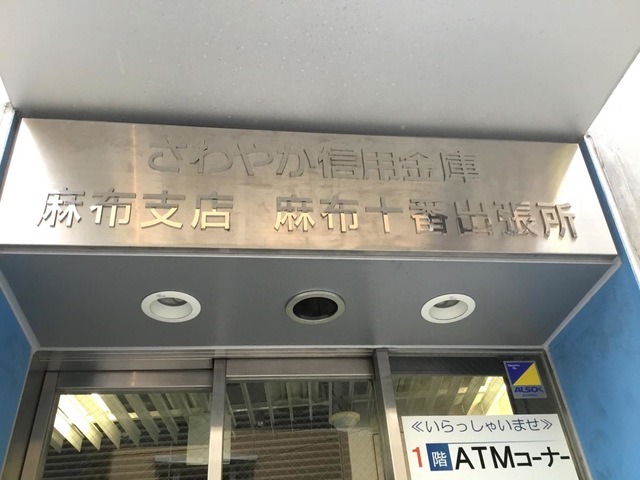 さわやか信用金庫
麻布支店 麻布十番出張所
ALSOK
≪いらっしゃいませ≫
1階 ATMコーナー